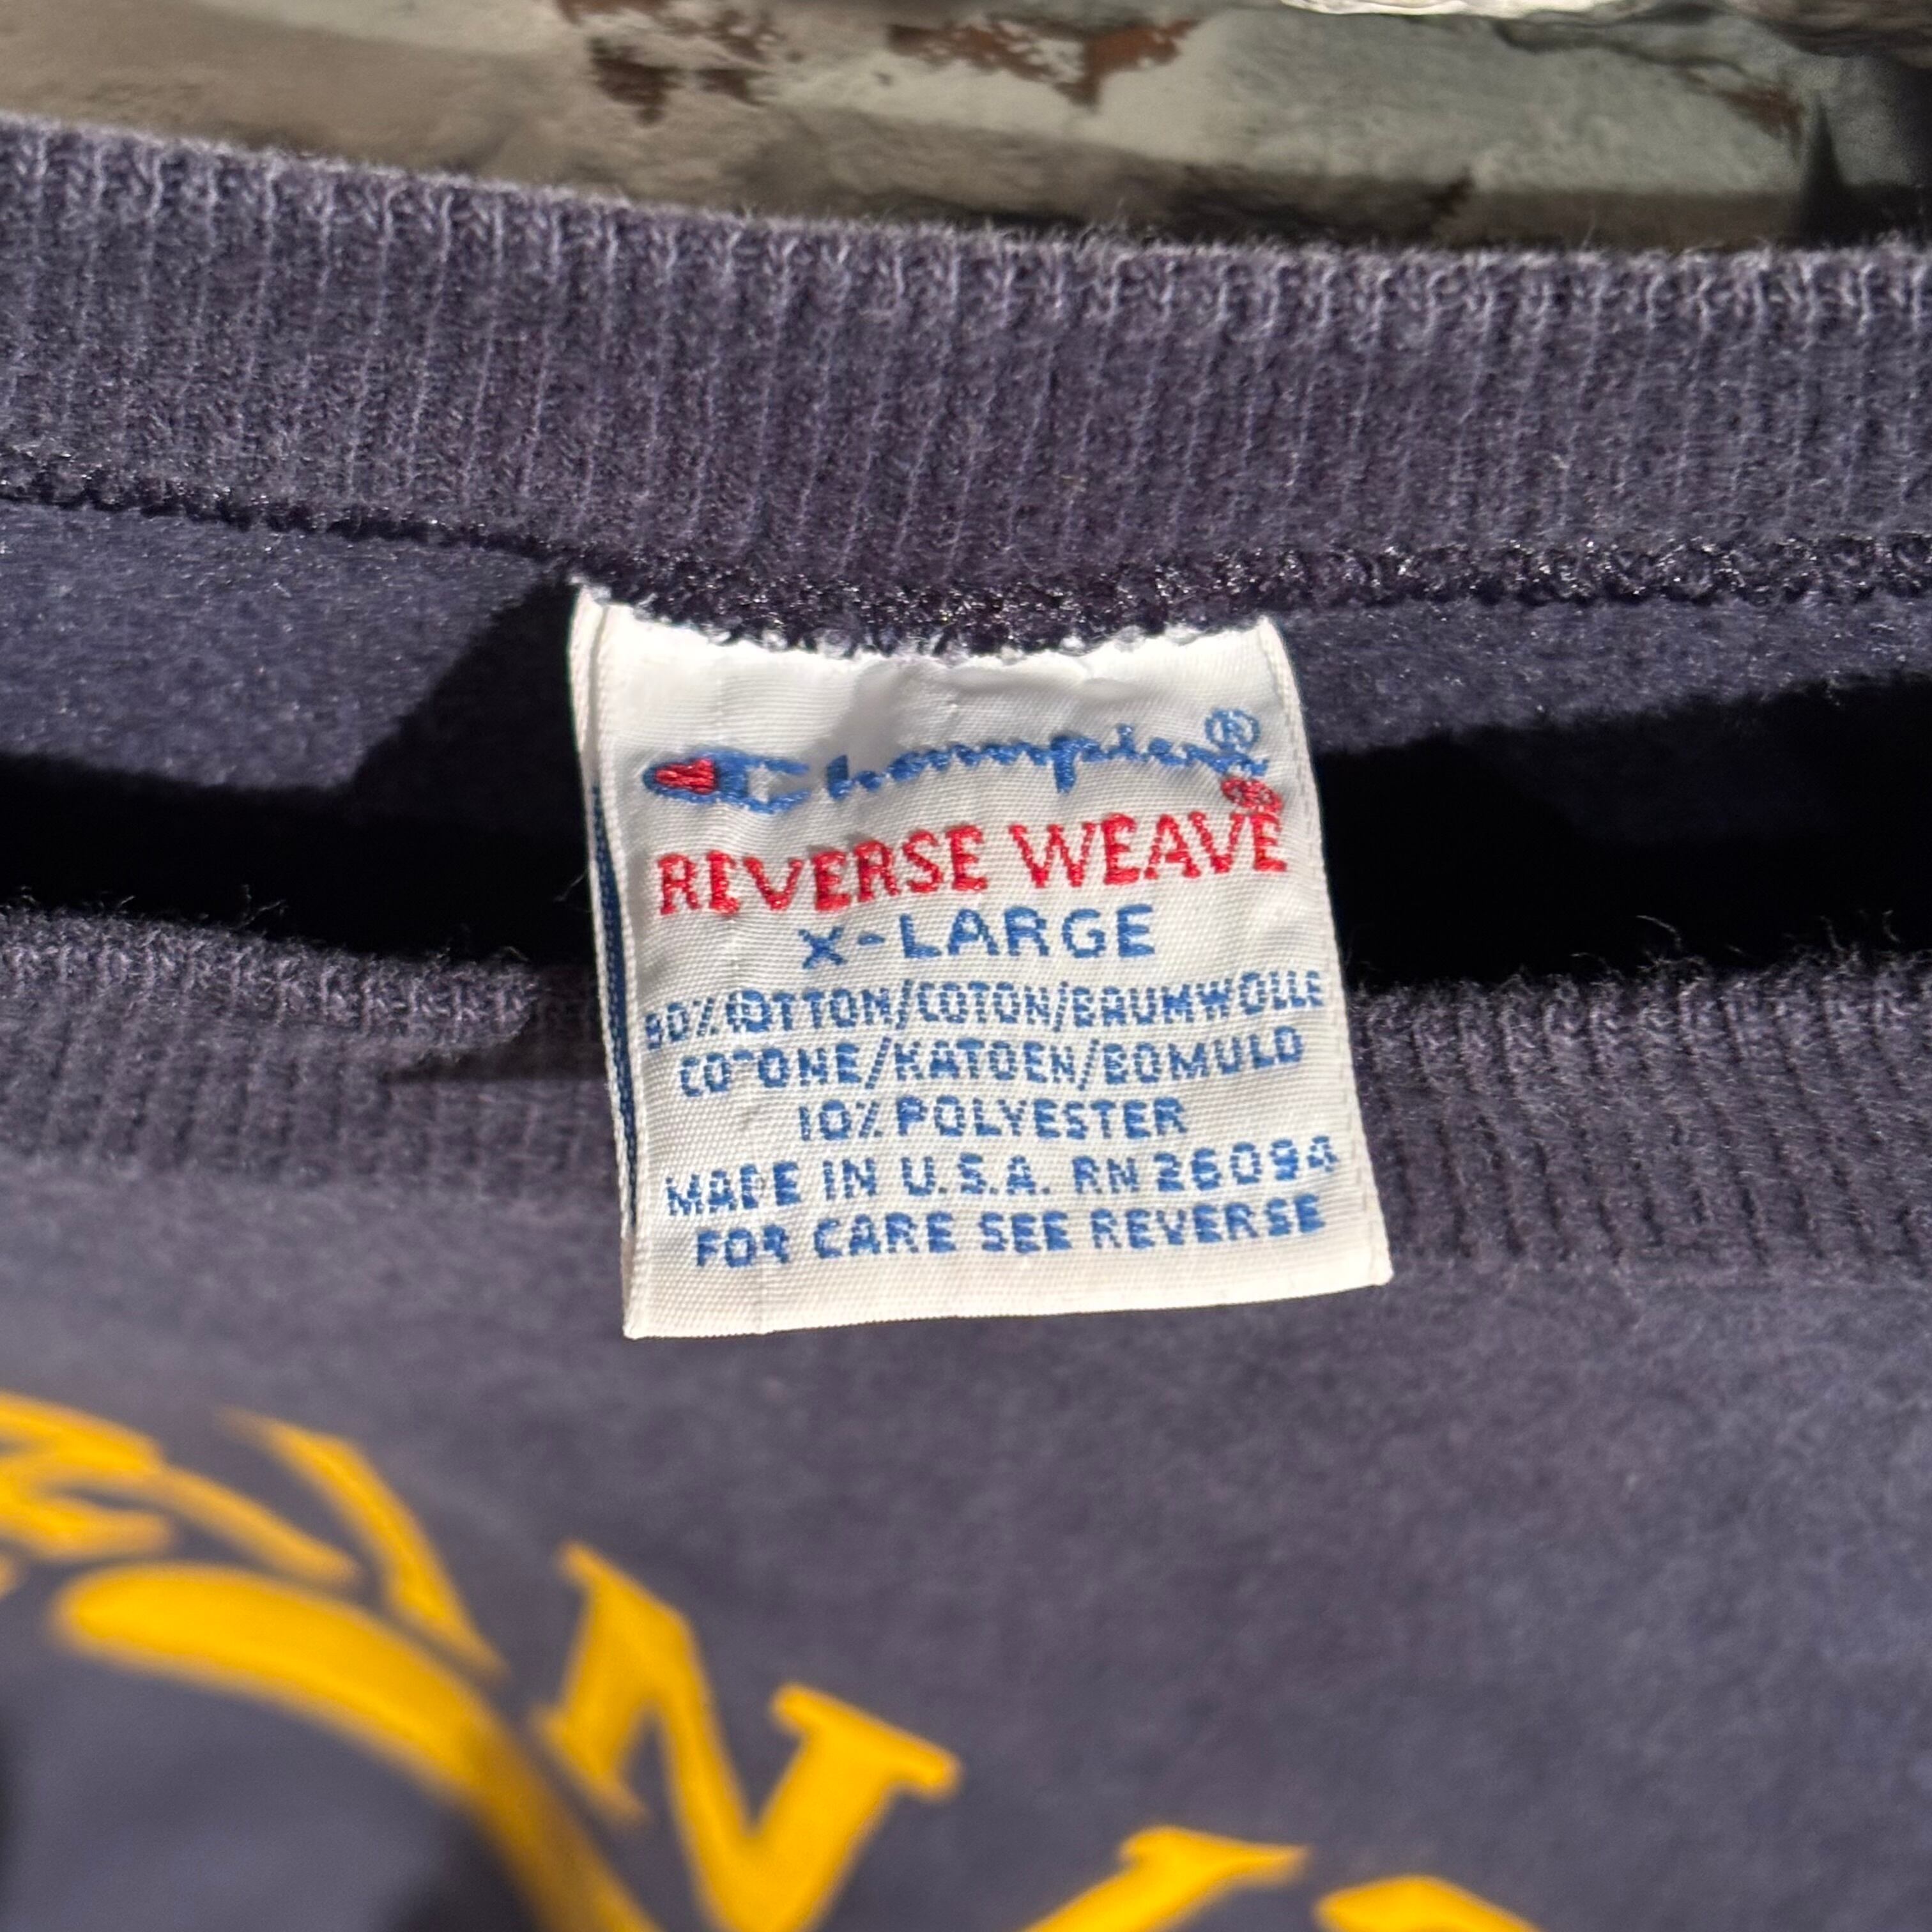 Champion®
REVERSE WEAVE®
X-LARGE
90% COTTON/COTON/BAUMWOLLE
COTONE/KATOEN/BOMULD
10% POLYESTER
MADE IN U.S.A. RN 26094
FOR CARE SEE REVERSE